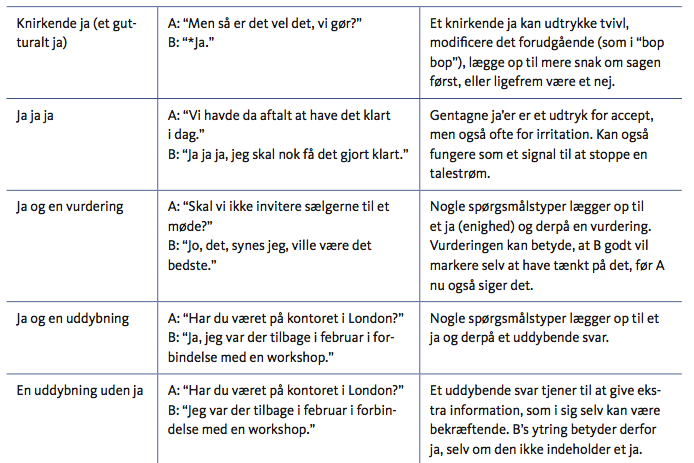 Knirkende ja (et gut-
turalt ja)
A: “Men så er det vel det, vi gør?”
B: “*Ja.”
Et knirkende ja kan udtrykke tvivl,
modificere det forudgående (som i “bop
bop”), lægge op til mere snak om sagen
først, eller ligefrem være et nej.
Ja ja ja
A: “Vi havde da aftalt at have det klart
i dag.”
B: “Ja ja ja, jeg skal nok få det gjort klart.”
Gentagne ja’er er et udtryk for accept,
men også ofte for irritation. Kan også
fungere som et signal til at stoppe en
talestrøm.
Ja og en vurdering
A: “Skal vi ikke invitere sælgerne til et
møde?”
B: “Jo, det, synes jeg, ville være det
bedste.”
Nogle spørgsmålstyper lægger op til
et ja (enighed) og derpå en vurdering.
Vurderingen kan betyde, at B godt vil
markere selv at have tænkt på det, før A
nu også siger det.
Ja og en uddybning
A: “Har du været på kontoret i London?”
B: “Ja, jeg var der tilbage i februar i for-
bindelse med en workshop.”
Nogle spørgsmålstyper lægger op til et
ja og derpå et uddybende svar.
En uddybning uden ja
A: “Har du været på kontoret i London?”
B: “Jeg var der tilbage i februar i forbin-
delse med en workshop.”
Et uddybende svar tjener til at give eks-
tra information, som i sig selv kan være
bekræftende. B’s ytring betyder derfor
ja, selv om den ikke indeholder et ja.